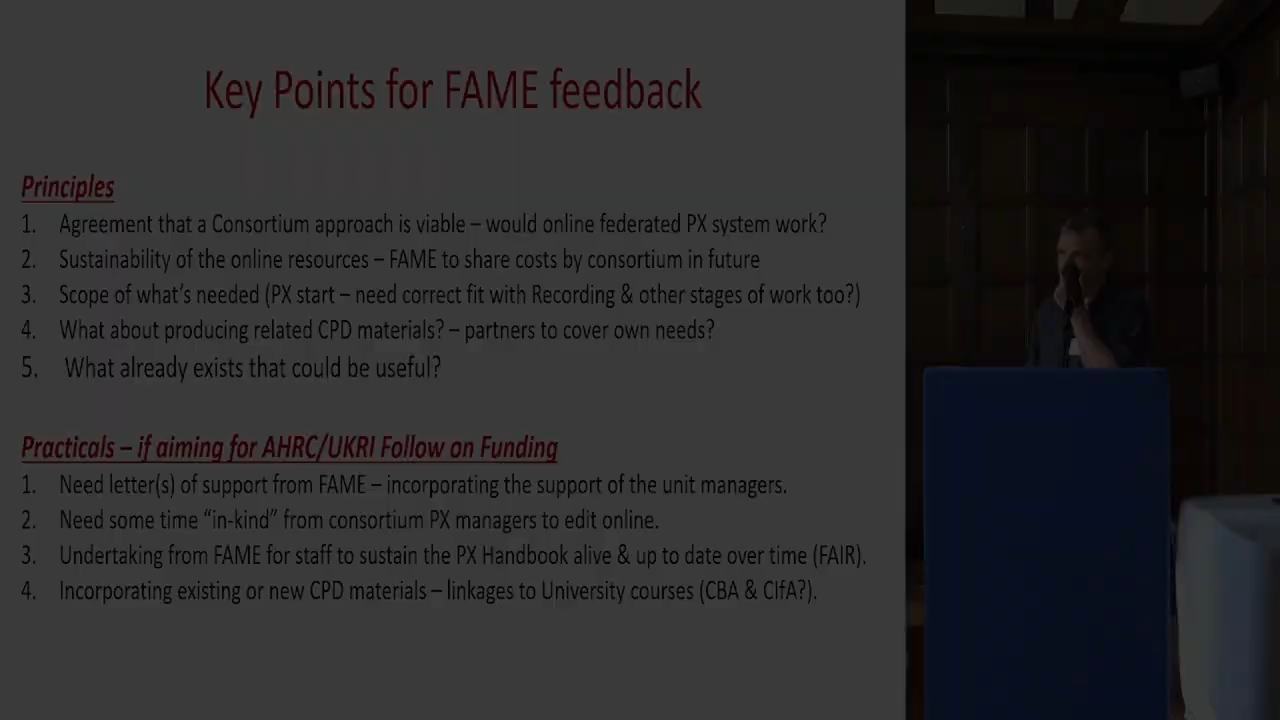 Key Points for FAME feedback
Principles
1. Agreement that a Consortium approach is viable – would online federated PX system work?
2. Sustainability of the online resources – FAME to share costs by consortium in future
3. Scope of what's needed (PX start – need correct fit with Recording & other stages of work too?)
4. What about producing related CPD materials? – partners to cover own needs?
5. What already exists that could be useful?
Practicals – if aiming for AHRC/UKRI Follow on Funding
1. Need letter(s) of support from FAME – incorporating the support of the unit managers.
2. Need some time “in-kind” from consortium PX managers to edit online.
3. Undertaking from FAME for staff to sustain the PX Handbook alive & up to date over time (FAIR).
4. Incorporating existing or new CPD materials – linkages to University courses (CBA & CIfA?).